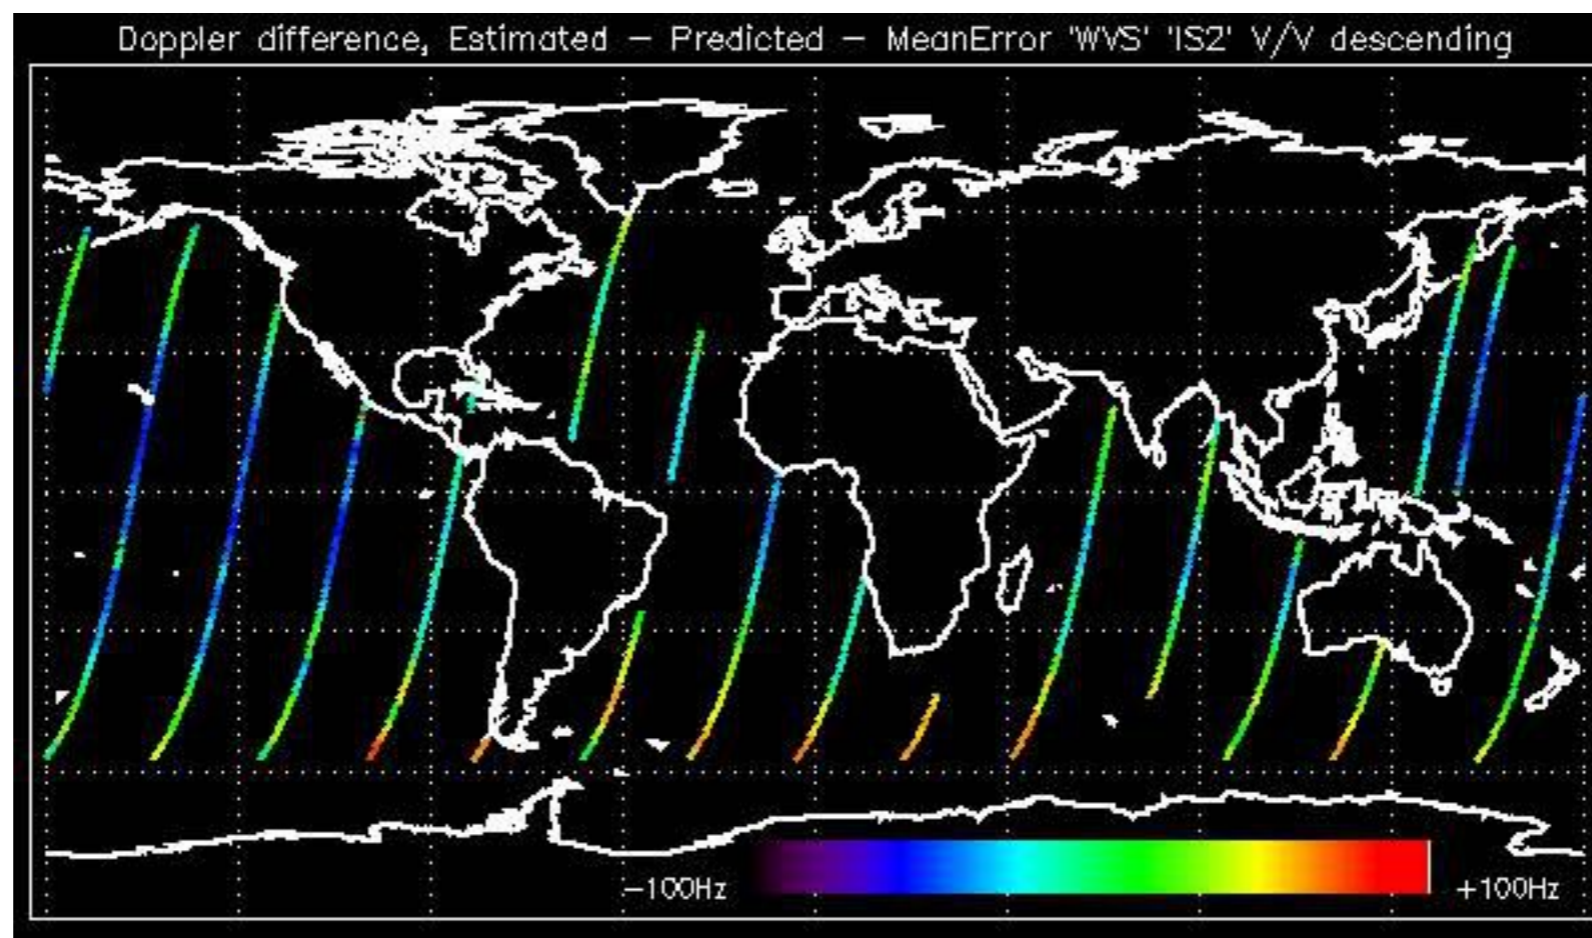 Doppler difference, Estimated – Predicted – MeanError 'WVS' 'IS2' V/V descending
-100Hz +100Hz